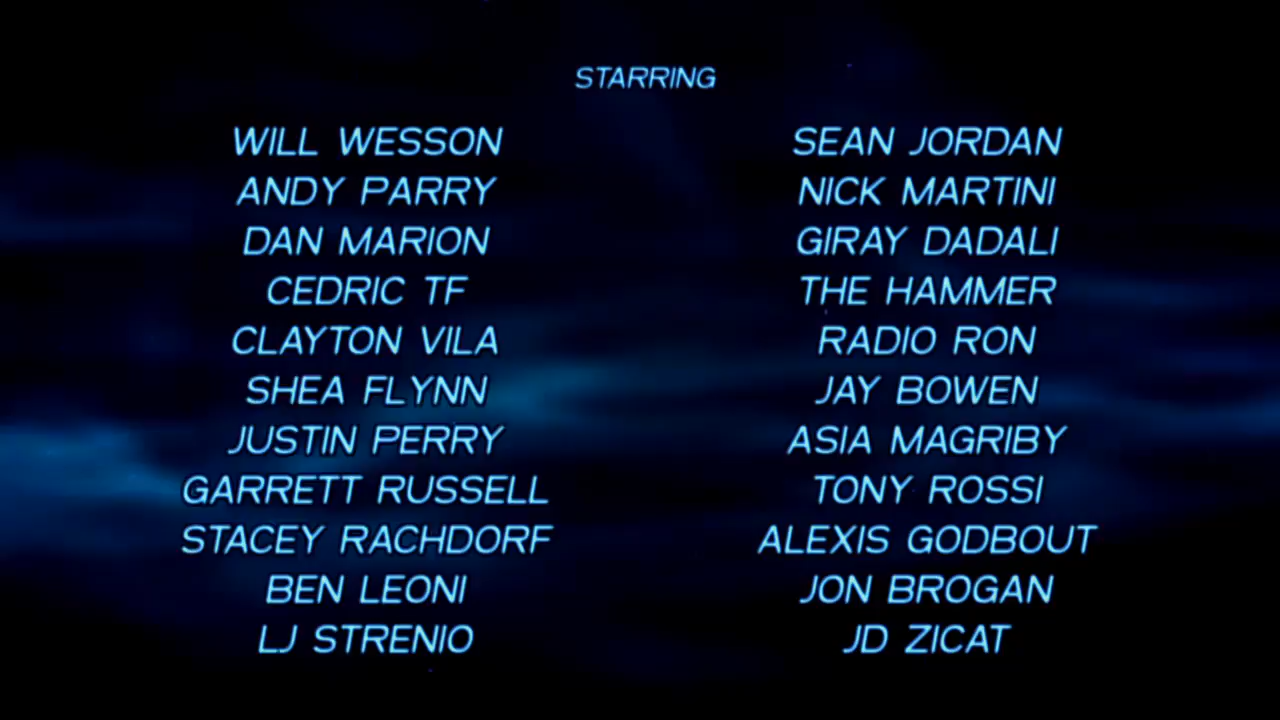 STARRING
WILL WESSON
ANDY PARRY
DAN MARION
CEDRIC TF
CLAYTON VILA
SHEA FLYNN
JUSTIN PERRY
GARRETT RUSSELL
STACEY RACHDORF
BEN LEONI
LJ STRENIO
SEAN JORDAN
NICK MARTINI
GIRAY DADALI
THE HAMMER
RADIO RON
JAY BOWEN
ASIA MAGRIBY
TONY ROSSI
ALEXIS GODBOUT
JON BROGAN
JD ZICAT